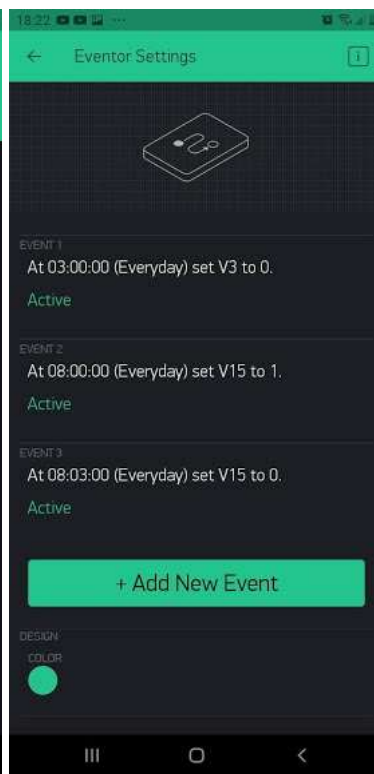 18:22
Eventor Settings
EVENT 1
At 03:00:00 (Everyday) set V3 to 0.
Active
EVENT 2
At 08:00:00 (Everyday) set V15 to 1.
Active
EVENT 3
At 08:03:00 (Everyday) set V15 to 0.
Active
+ Add New Event
DESIGN
COLOR